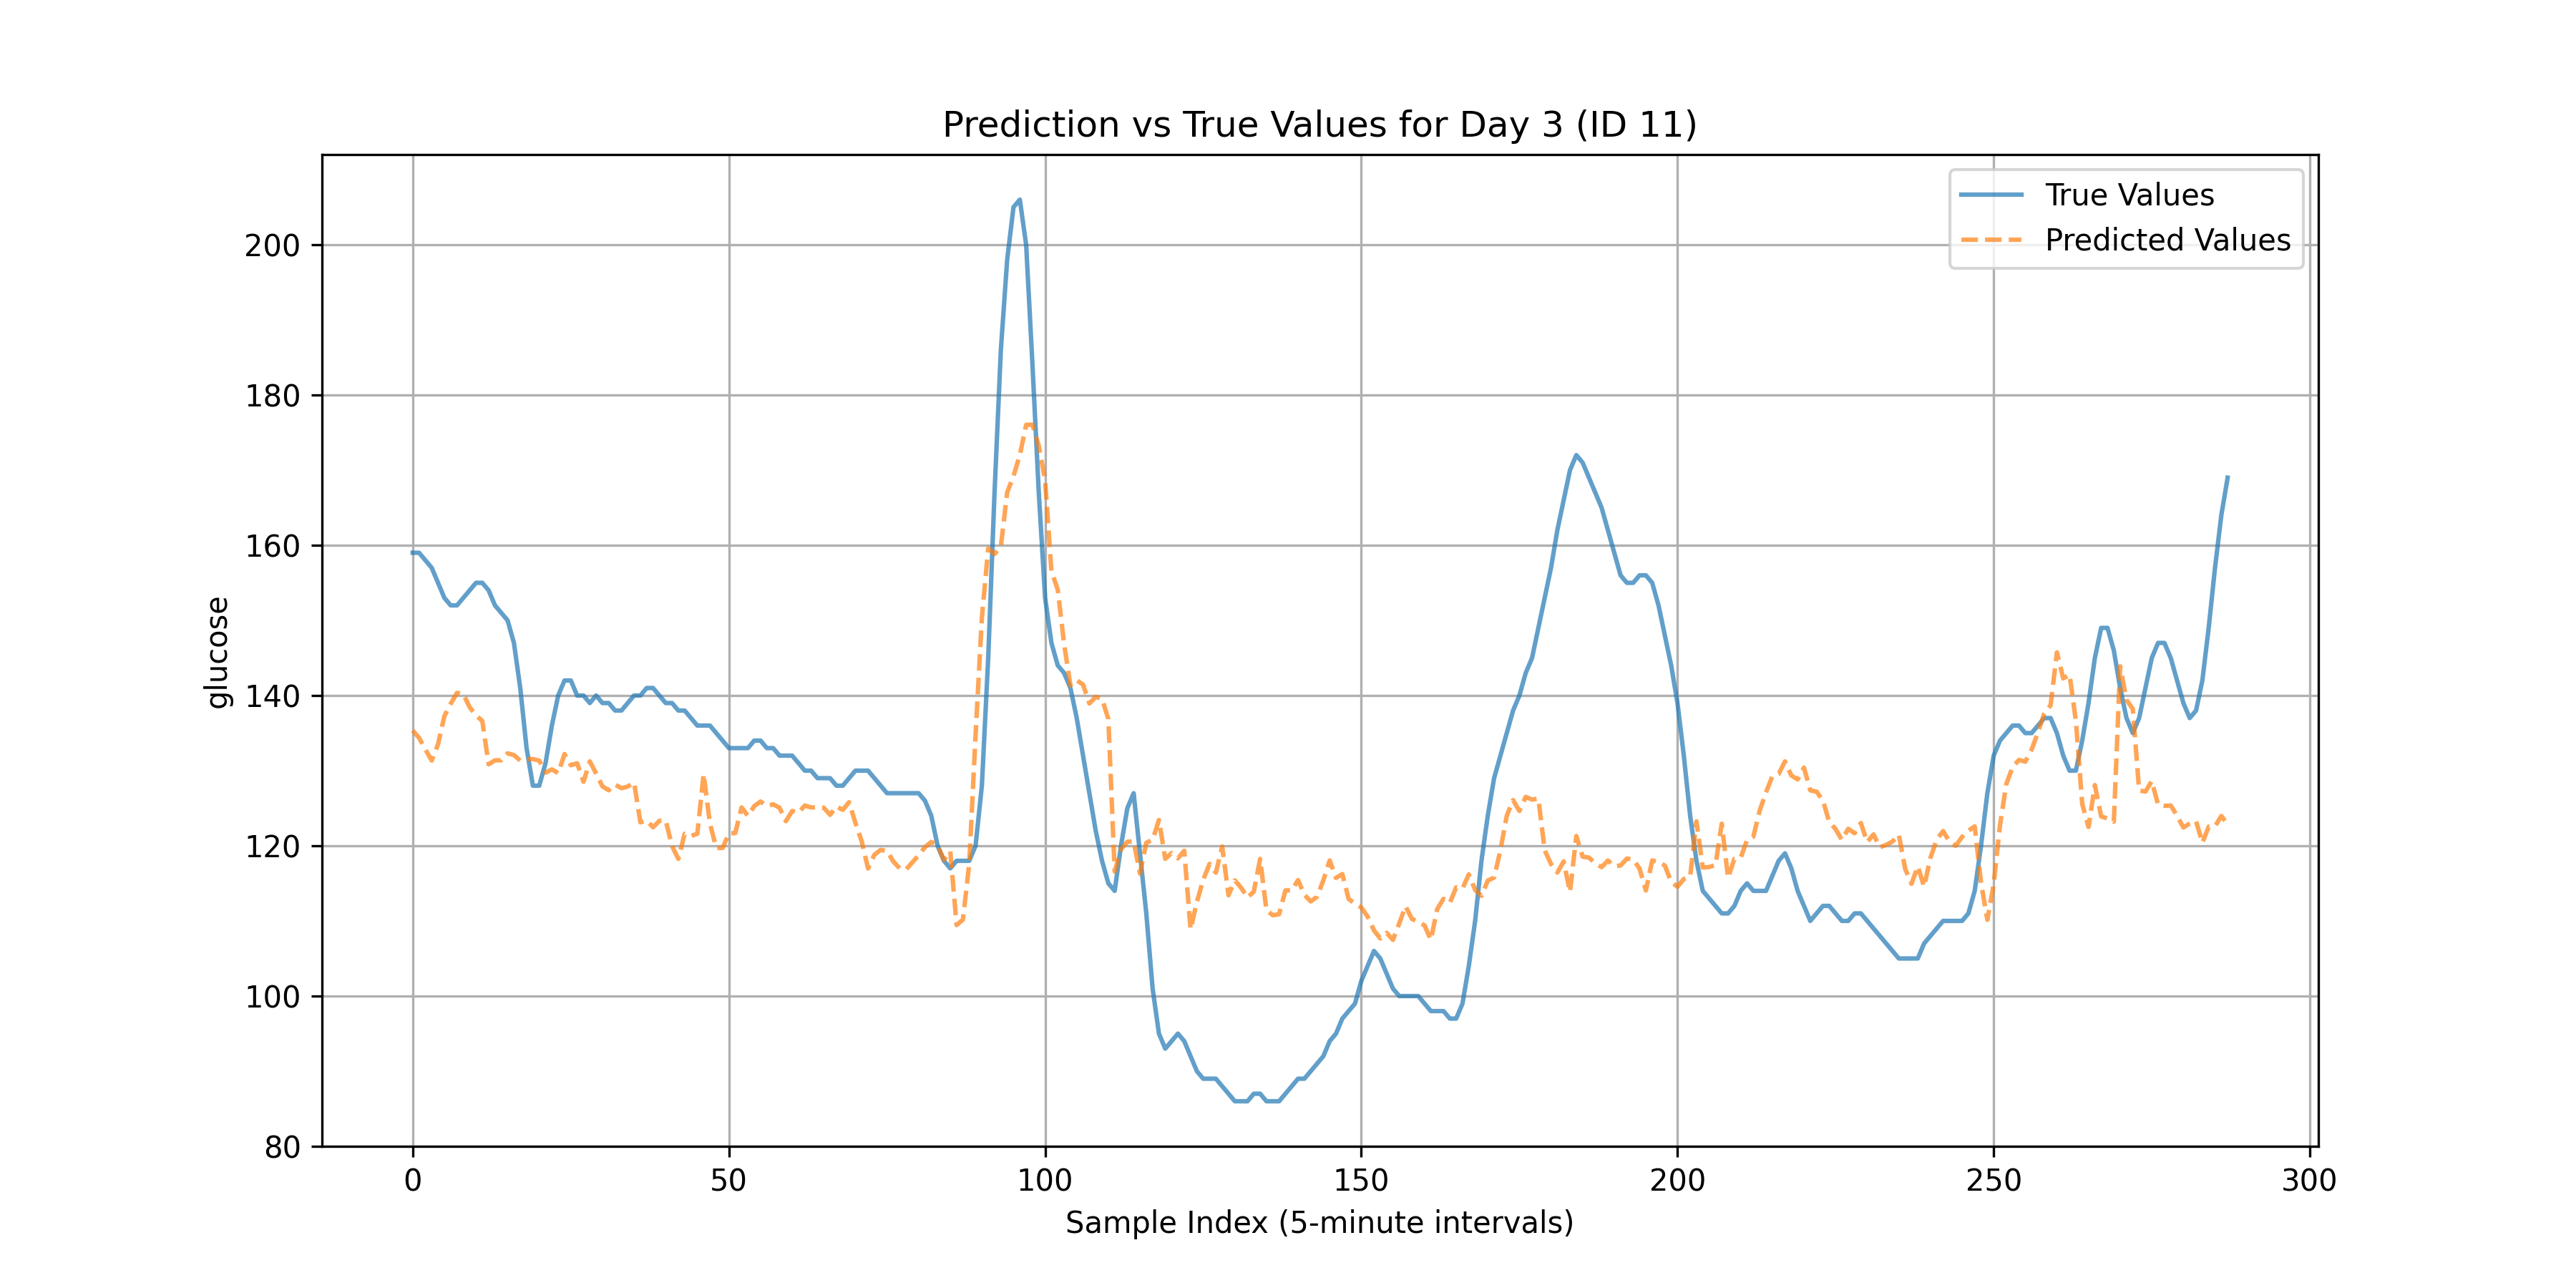 Prediction vs True Values for Day 3 (ID 11)
True Values
Predicted Values
200
180
160
140
120
100
80
glucose
0 50 100 150 200 250 300
Sample Index (5-minute intervals)